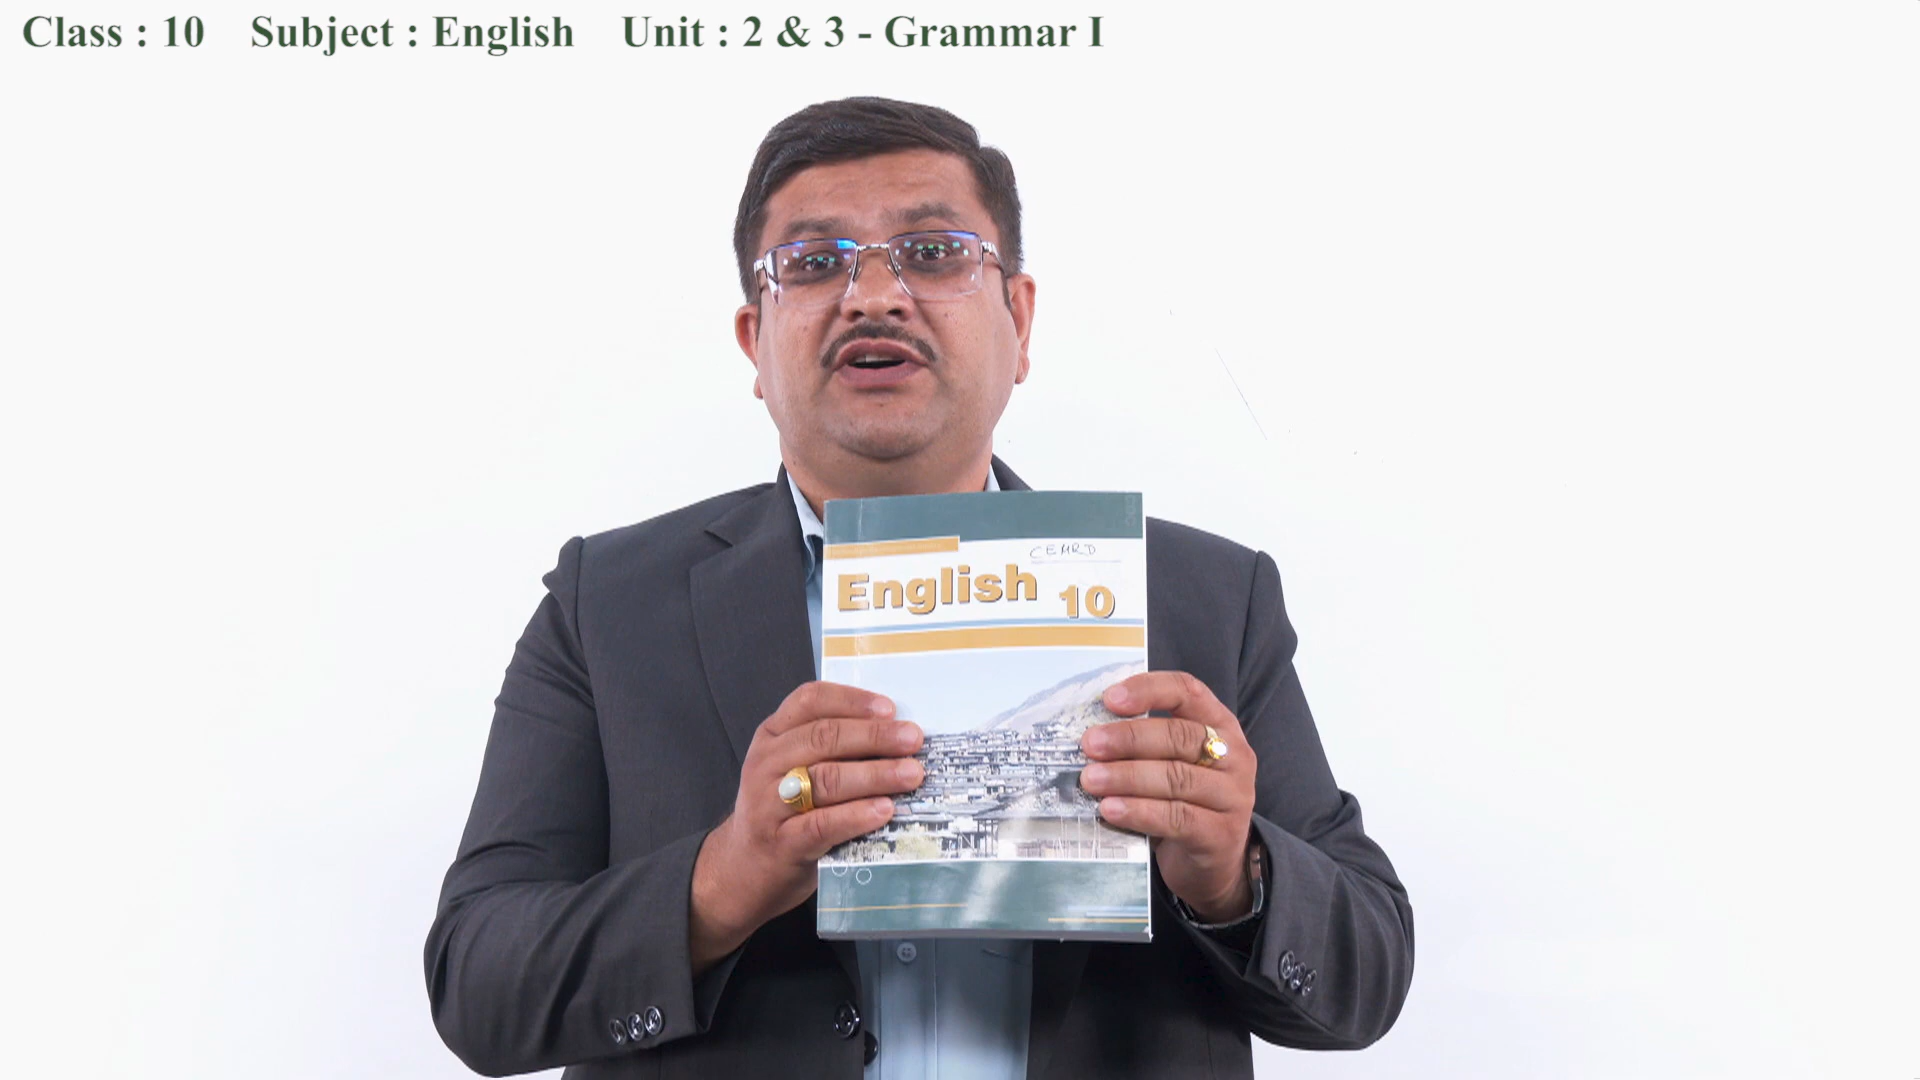 Class : 10 Subject : English Unit : 2 & 3 - Grammar I
CEHRD
English 10